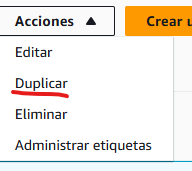 Acciones ▲ Crear u
Editar
Duplicar
Eliminar
Administrar etiquetas